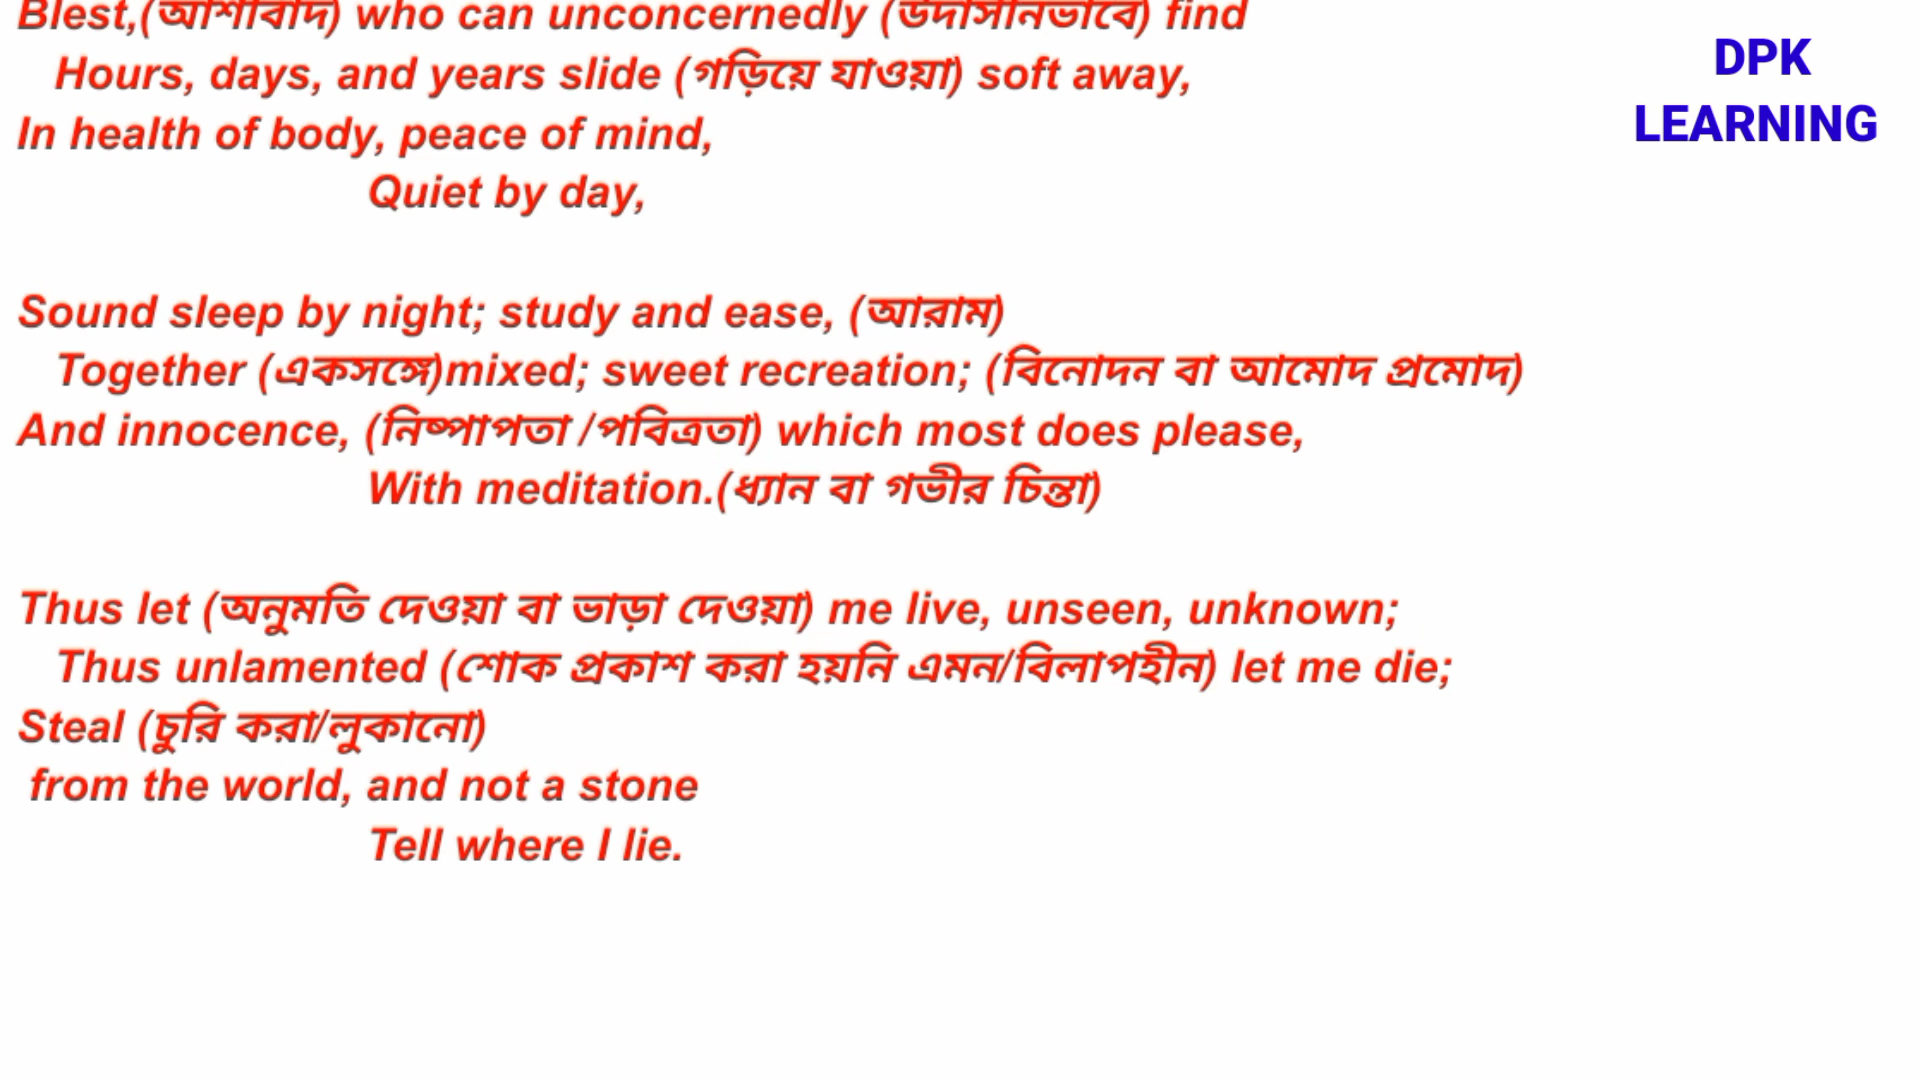 Blest,(আশীর্বাদ) who can unconcernedly (উদাসীনভাবে) find
Hours, days, and years slide (গড়িয়ে যাওয়া) soft away,
In health of body, peace of mind,
Quiet by day,
Sound sleep by night; study and ease, (আরাম)
Together (একসঙ্গে)mixed; sweet recreation; (বিনোদন বা আমোদ প্রমোদ)
And innocence, (নিষ্পাপতা /পবিত্রতা) which most does please,
With meditation.(ধ্যান বা গভীর চিন্তা)
Thus let (অনুমতি দেওয়া বা ভাড়া দেওয়া) me live, unseen, unknown;
Thus unlamented (শোক প্রকাশ করা হয়নি এমন/বিলাপহীন) let me die;
Steal (চুরি করা/লুকানো)
from the world, and not a stone
Tell where I lie.
DPK
LEARNING